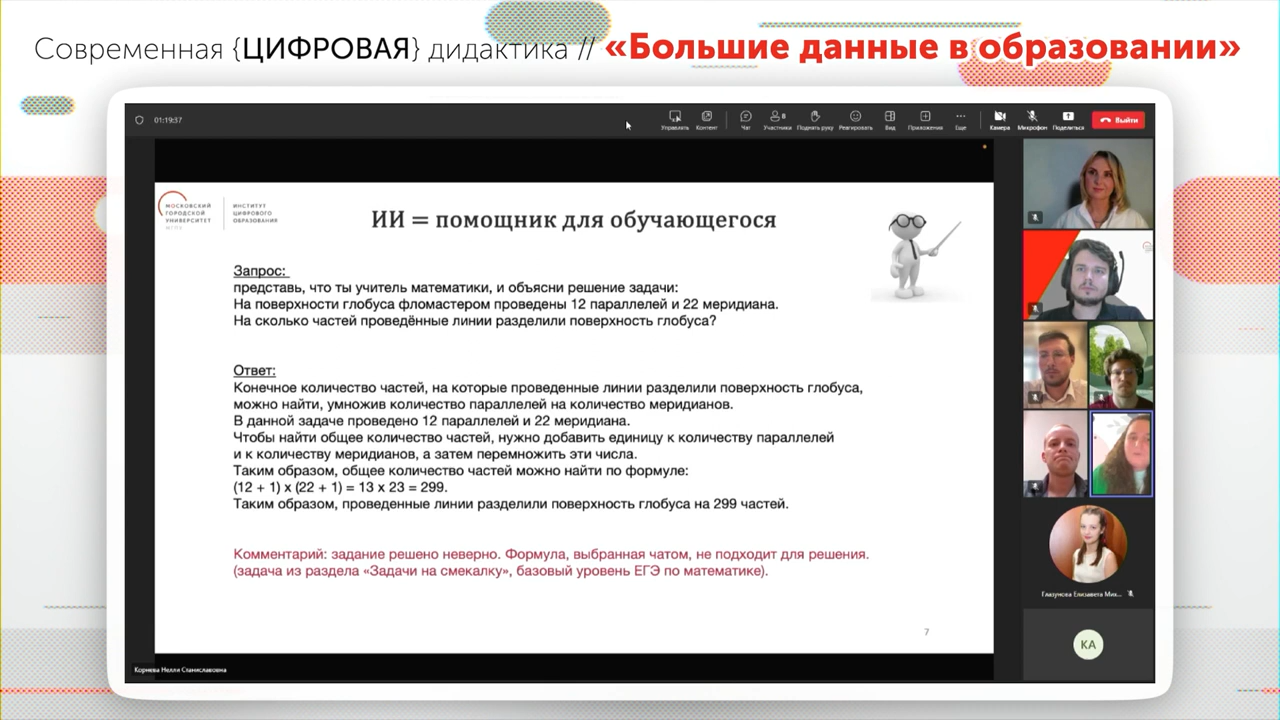 Современная {ЦИФРОВАЯ} дидактика // «Большие данные в образовании»
01:19:37
Управлять
Контент
Чат
Участники
8
Поднять руку
Реагировать
Вид
Приложения
Еще
Камера
Микрофон
Поделиться
Выйти
МОСКОВСКИЙ
ГОРОДСКОЙ
УНИВЕРСИТЕТ
ИНСТИТУТ
ЦИФРОВОГО
ОБРАЗОВАНИЯ
ИИ = помощник для обучающегося
Запрос:
представь, что ты учитель математики, и объясни решение задачи:
На поверхности глобуса фломастером проведены 12 параллелей и 22 меридиана.
На сколько частей проведённые линии разделили поверхность глобуса?
Ответ:
Конечное количество частей, на которые проведенные линии разделили поверхность глобуса,
можно найти, умножив количество параллелей на количество меридианов.
В данной задаче проведено 12 параллелей и 22 меридиана.
Чтобы найти общее количество частей, нужно добавить единицу к количеству параллелей
и к количеству меридианов, а затем перемножить эти числа.
Таким образом, общее количество частей можно найти по формуле:
(12 + 1) x (22 + 1) = 13 x 23 = 299.
Таким образом, проведенные линии разделили поверхность глобуса на 299 частей.
Комментарий: задание решено неверно. Формула, выбранная чатом, не подходит для решения.
(задача из раздела «Задачи на смекалку», базовый уровень ЕГЭ по математике).
7
Корнева Нелли Станиславовна
Глазунова Елизавета Мих...
КА